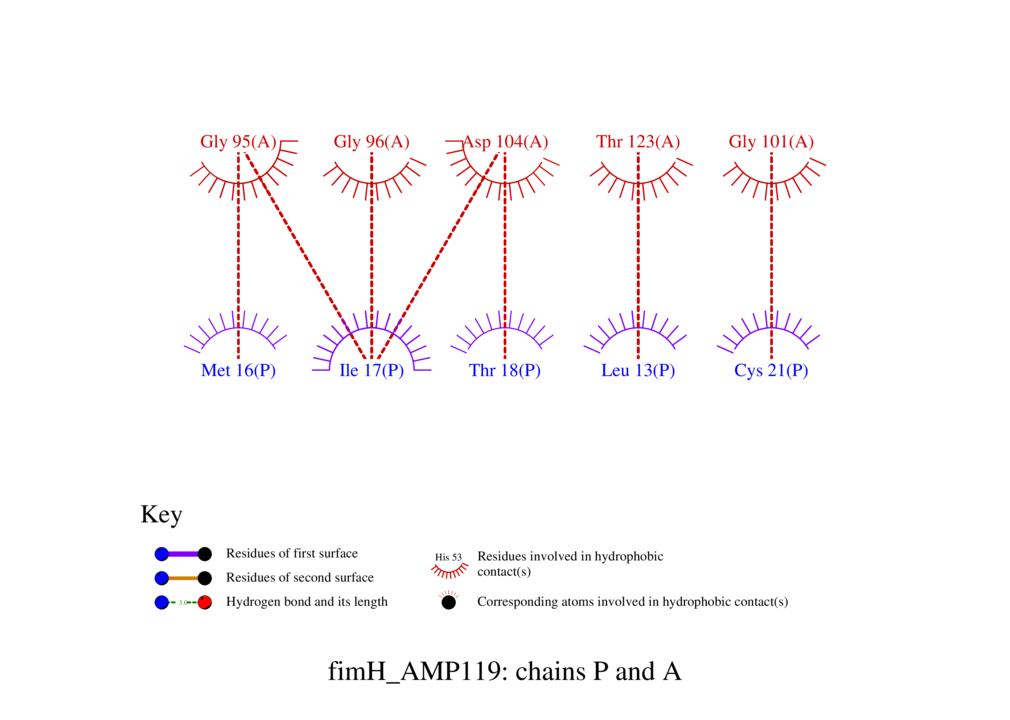 Gly 95(A) Gly 96(A) Asp 104(A) Thr 123(A) Gly 101(A)
Met 16(P) Ile 17(P) Thr 18(P) Leu 13(P) Cys 21(P)
Key
Residues of first surface
Residues of second surface
3.0 Hydrogen bond and its length
His 53 Residues involved in hydrophobic
contact(s)
Corresponding atoms involved in hydrophobic contact(s)
fimH_AMP119: chains P and A